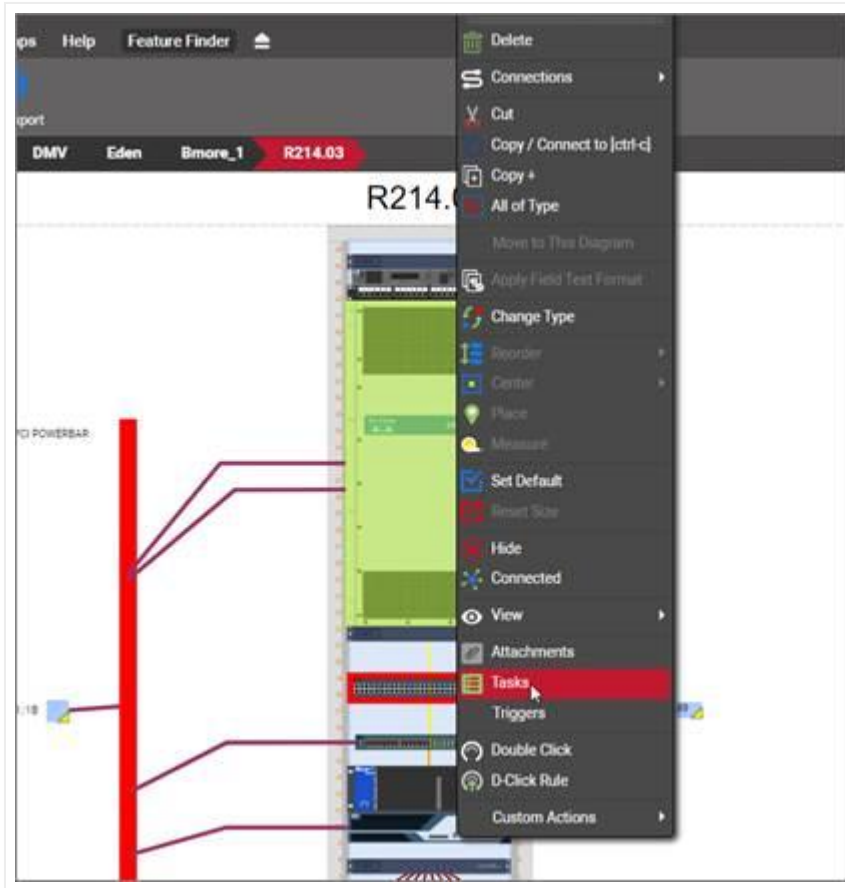 ps Help Feature Finder
port
DMV Eden Bmore_1 R214.03
R214.0
POWERBAR
Delete
Connections
Cut
Copy / Connect to [ctrl-c]
Copy +
All of Type
Move to This Diagram
Apply Field Text Format
Change Type
Reorder
Center
Place
Measure
Set Default
Reset Size
Hide
Connected
View
Attachments
Tasks
Triggers
Double Click
D-Click Rule
Custom Actions